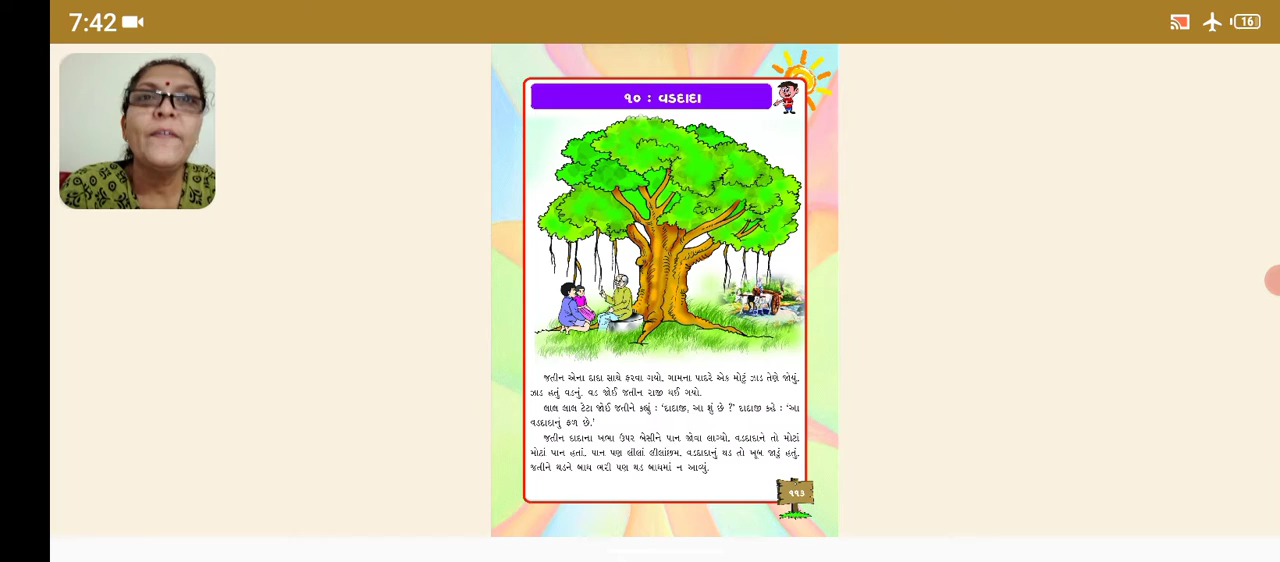 7:42
16
૧૦ : વડદાદા
જતીન એના દાદા સાથે ફરવા ગયો. ગામના પાદરે એક મોટું ઝાડ તેણે જોયું.
ઝાડ હતું વડનું. વડ જોઈ જતીન રાજી થઈ ગયો.
લાલ લાલ ટેટા જોઈ જતીને કહ્યું : 'દાદાજી, આ શું છે ?' દાદાજી કહે : 'આ
વડદાદાનું ફળ છે.'
જતીન દાદાના ખભા ઉપર બેસીને પાન જોવા લાગ્યો. વડદાદાને તો મોટાં
મોટાં પાન હતાં. પાન પણ લીલાં લીલાંછમ. વડદાદાનું થડ તો ખૂબ જાડું હતું.
જતીને થડને બાથ ભરી પણ થડ બાથમાં ન આવ્યું.
૧૧૩